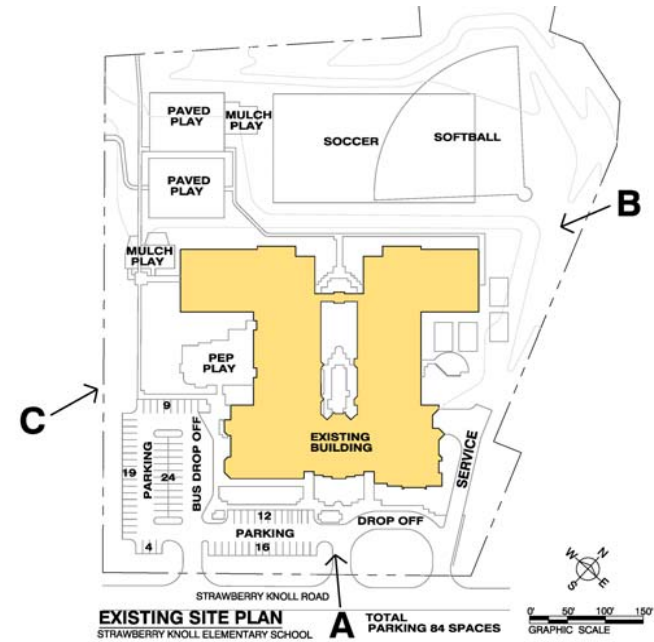 PAVED
PLAY
MULCH
PLAY
SOCCER
SOFTBALL
PAVED
PLAY
B
MULCH
PLAY
PEP
PLAY
C
9
EXISTING
BUILDING
19
PARKING
24
BUS DROP OFF
SERVICE
12
DROP OFF
PARKING
4
16
N
W
E
S
STRAWBERRY KNOLL ROAD
A
EXISTING SITE PLAN
STRAWBERRY KNOLL ELEMENTARY SCHOOL
TOTAL
PARKING 84 SPACES
0' 50' 100' 150'
GRAPHIC SCALE